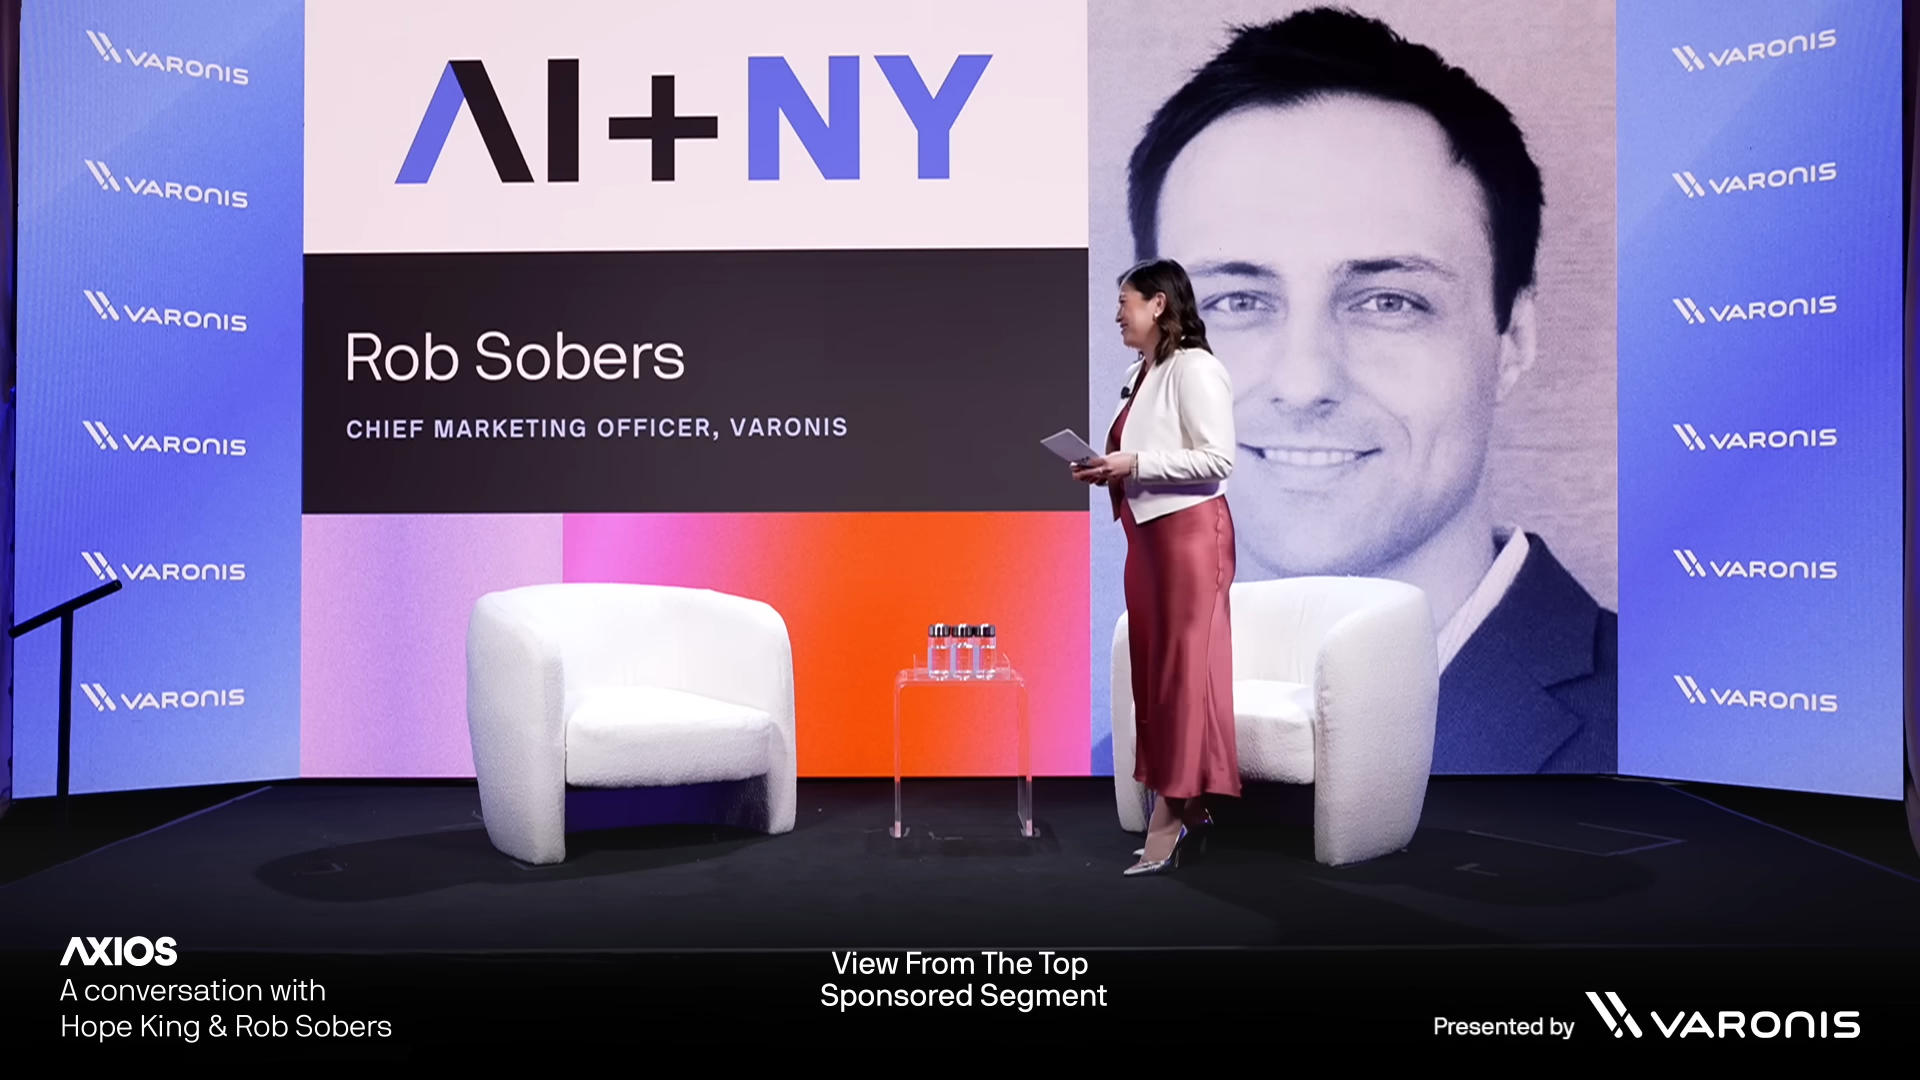 VARONIS
VARONIS
VARONIS
VARONIS
VARONIS
VARONIS
AI+NY
Rob Sobers
CHIEF MARKETING OFFICER, VARONIS
VARONIS
VARONIS
VARONIS
VARONIS
VARONIS
VARONIS
AXIOS
A conversation with
Hope King & Rob Sobers
View From The Top
Sponsored Segment
Presented by VARONIS